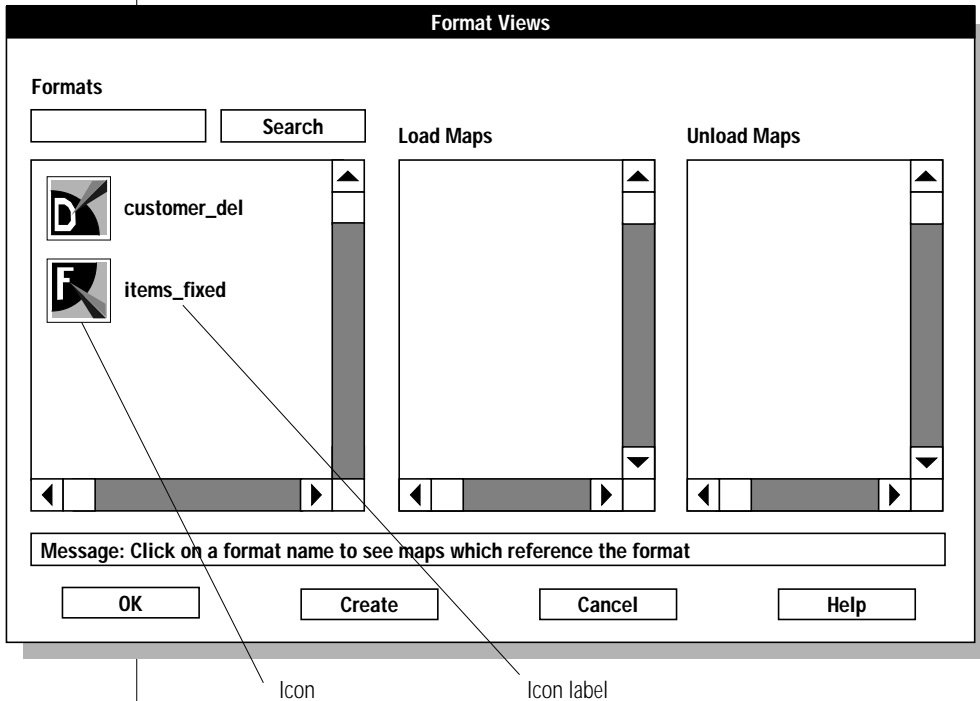 Format Views
Formats
Search
Load Maps
Unload Maps
D
customer_del
F
items_fixed
Message: Click on a format name to see maps which reference the format
OK
Create
Cancel
Help
Icon
Icon label